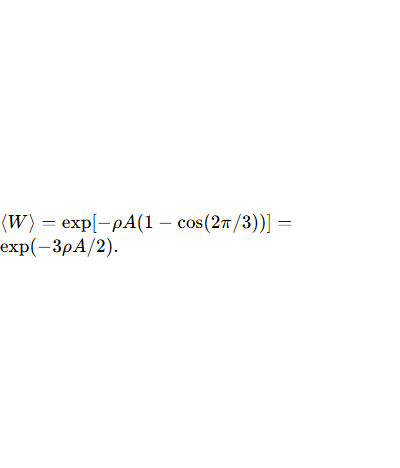 ⟨W⟩ = exp[−ρA(1 − cos(2π/3))] =
exp(−3ρA/2).